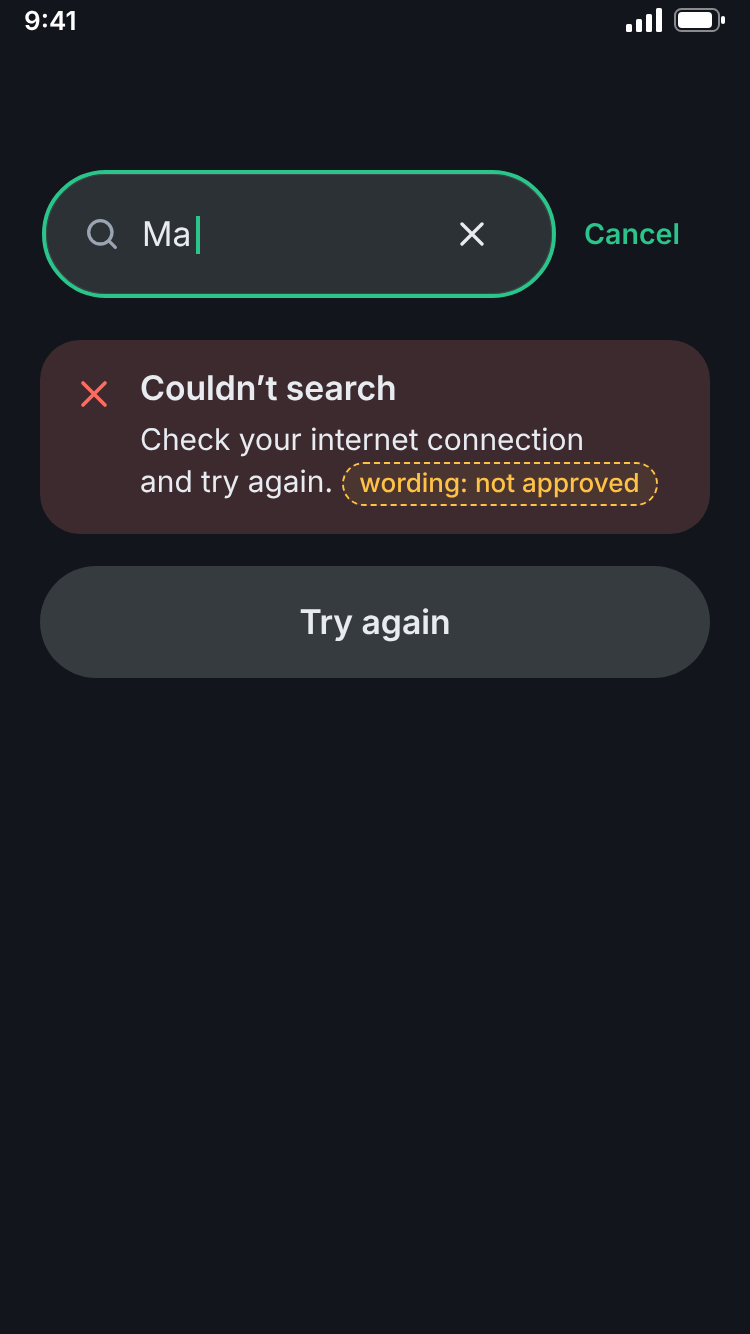 9:41
Ma
Cancel
Couldn’t search
Check your internet connection
and try again. wording: not approved
Try again